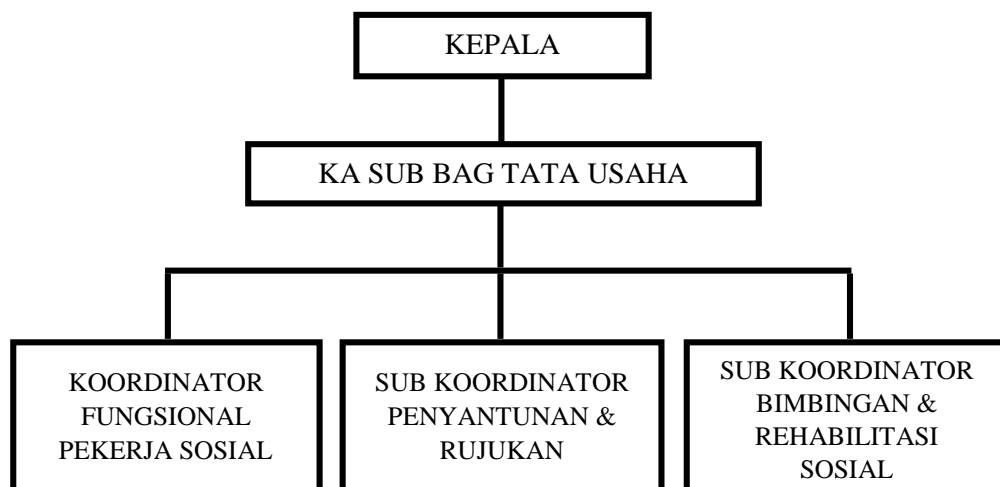 KEPALA
KA SUB BAG TATA USAHA
KOORDINATOR
FUNGSIONAL
PEKERJA SOSIAL
SUB KOORDINATOR
PENYANTUNAN &
RUJUKAN
SUB KOORDINATOR
BIMBINGAN &
REHABILITASI
SOSIAL